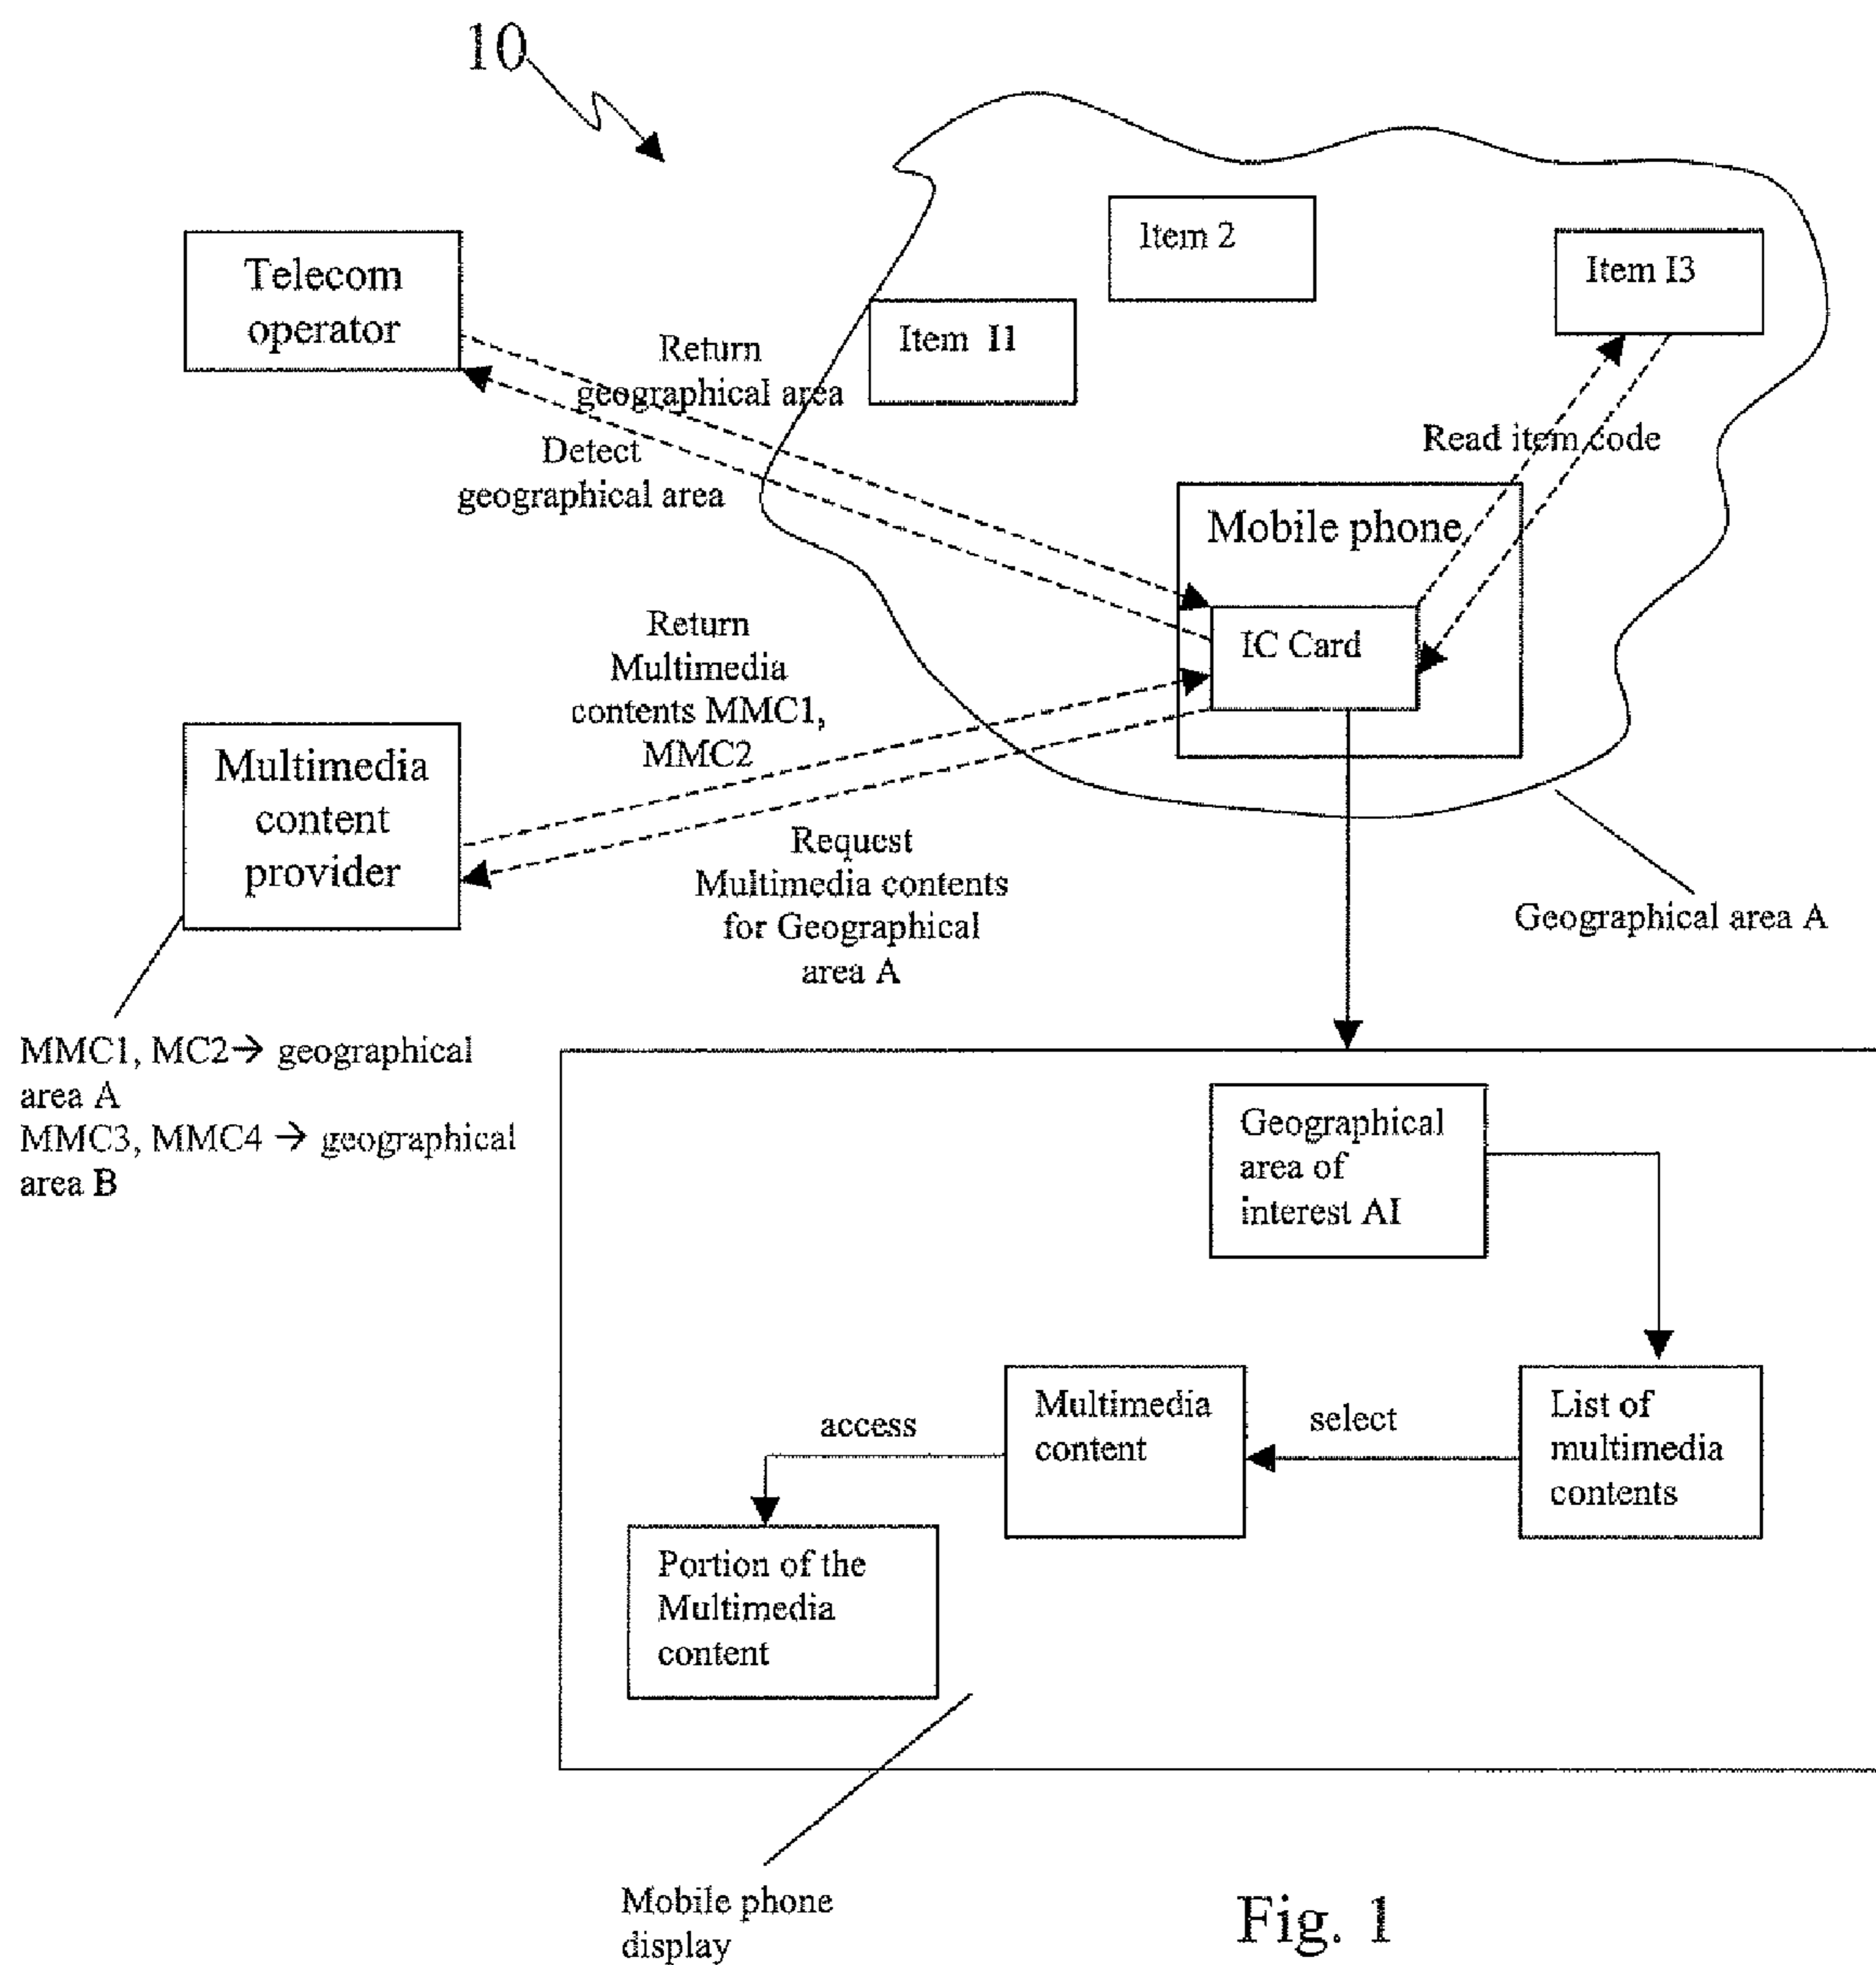 10
Telecom
operator
Item 2
Item I3
Item I1
Return
geographical area
Detect
geographical area
Read item code
Mobile phone
IC Card
Return
Multimedia
contents MMC1,
MMC2
Multimedia
content
provider
Request
Multimedia contents
for Geographical
area A
Geographical area A
MMC1, MC2→ geographical
area A
MMC3, MMC4 → geographical
area B
Geographical
area of
interest AI
List of
multimedia
contents
select
Multimedia
content
access
Portion of the
Multimedia
content
Mobile phone
display
Fig. 1